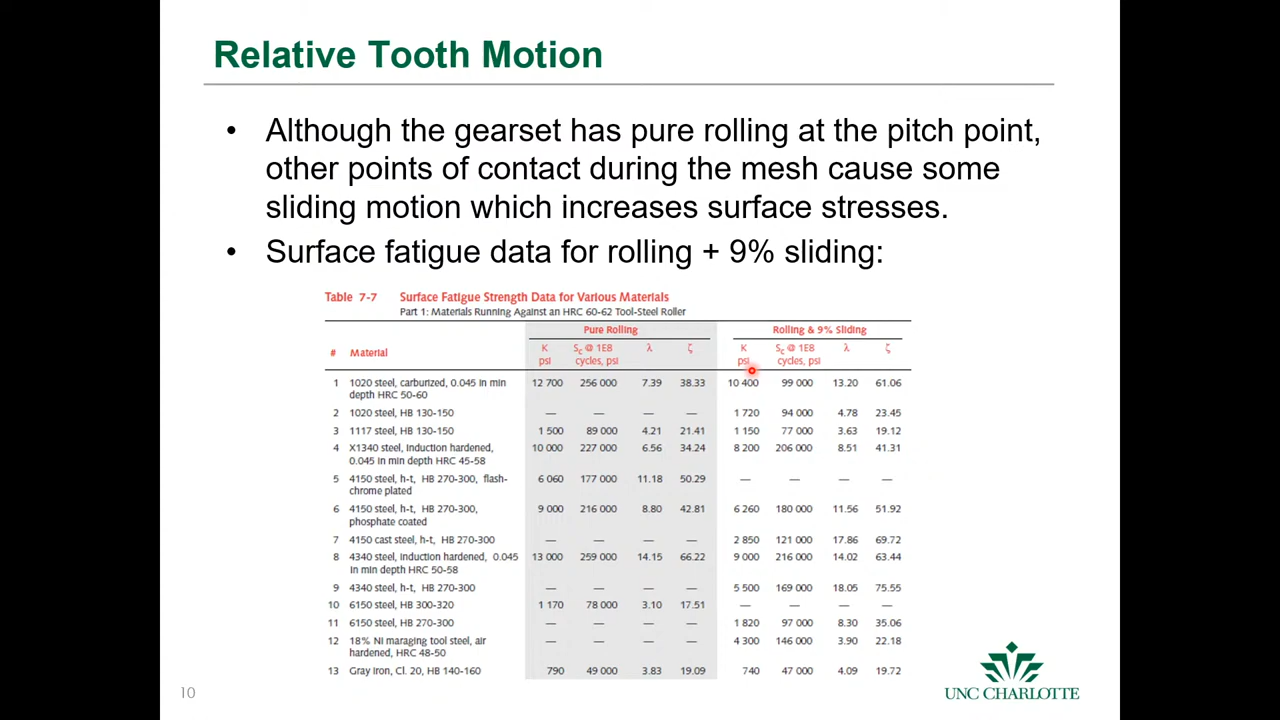 Relative Tooth Motion
• Although the gearset has pure rolling at the pitch point,
other points of contact during the mesh cause some
sliding motion which increases surface stresses.
• Surface fatigue data for rolling + 9% sliding:
Table 7-7 Surface Fatigue Strength Data for Various Materials
Part 1: Materials Running Against an HRC 60-62 Tool-Steel Roller
Pure Rolling Rolling & 9% Sliding
# Material K psi Sc @ 1E8 cycles, psi λ ζ K psi Sc @ 1E8 cycles, psi λ ζ
1 1020 steel, carburized, 0.045 in min 12 700 256 000 7.39 38.33 10 400 99 000 13.20 61.06
depth HRC 50-60
2 1020 steel, HB 130-150 — — — — 1 720 94 000 4.78 23.45
3 1117 steel, HB 130-150 1 500 89 000 4.21 21.41 1 150 77 000 3.63 19.12
4 X1340 steel, induction hardened, 10 000 227 000 6.56 34.24 8 200 206 000 8.51 41.31
0.045 in min depth HRC 45-58
5 4150 steel, h-t, HB 270-300, flash- 6 060 177 000 11.18 50.29 — — — —
chrome plated
6 4150 steel, h-t, HB 270-300, 9 000 216 000 8.80 42.81 6 260 180 000 11.56 51.92
phosphate coated
7 4150 cast steel, h-t, HB 270-300 — — — — 2 850 121 000 17.86 69.72
8 4340 steel, induction hardened, 0.045 13 000 259 000 14.15 66.22 9 000 216 000 14.02 63.44
in min depth HRC 50-58
9 4340 steel, h-t, HB 270-300 — — — — 5 500 169 000 18.05 75.55
10 6150 steel, HB 300-320 1 170 78 000 3.10 17.51 — — — —
11 6150 steel, HB 270-300 — — — — 1 820 97 000 8.30 35.06
12 18% Ni maraging tool steel, air — — — — 4 300 146 000 3.90 22.18
hardened, HRC 48-50
13 Gray iron, Cl. 20, HB 140-160 790 49 000 3.83 19.09 740 47 000 4.09 19.72
10
UNC CHARLOTTE